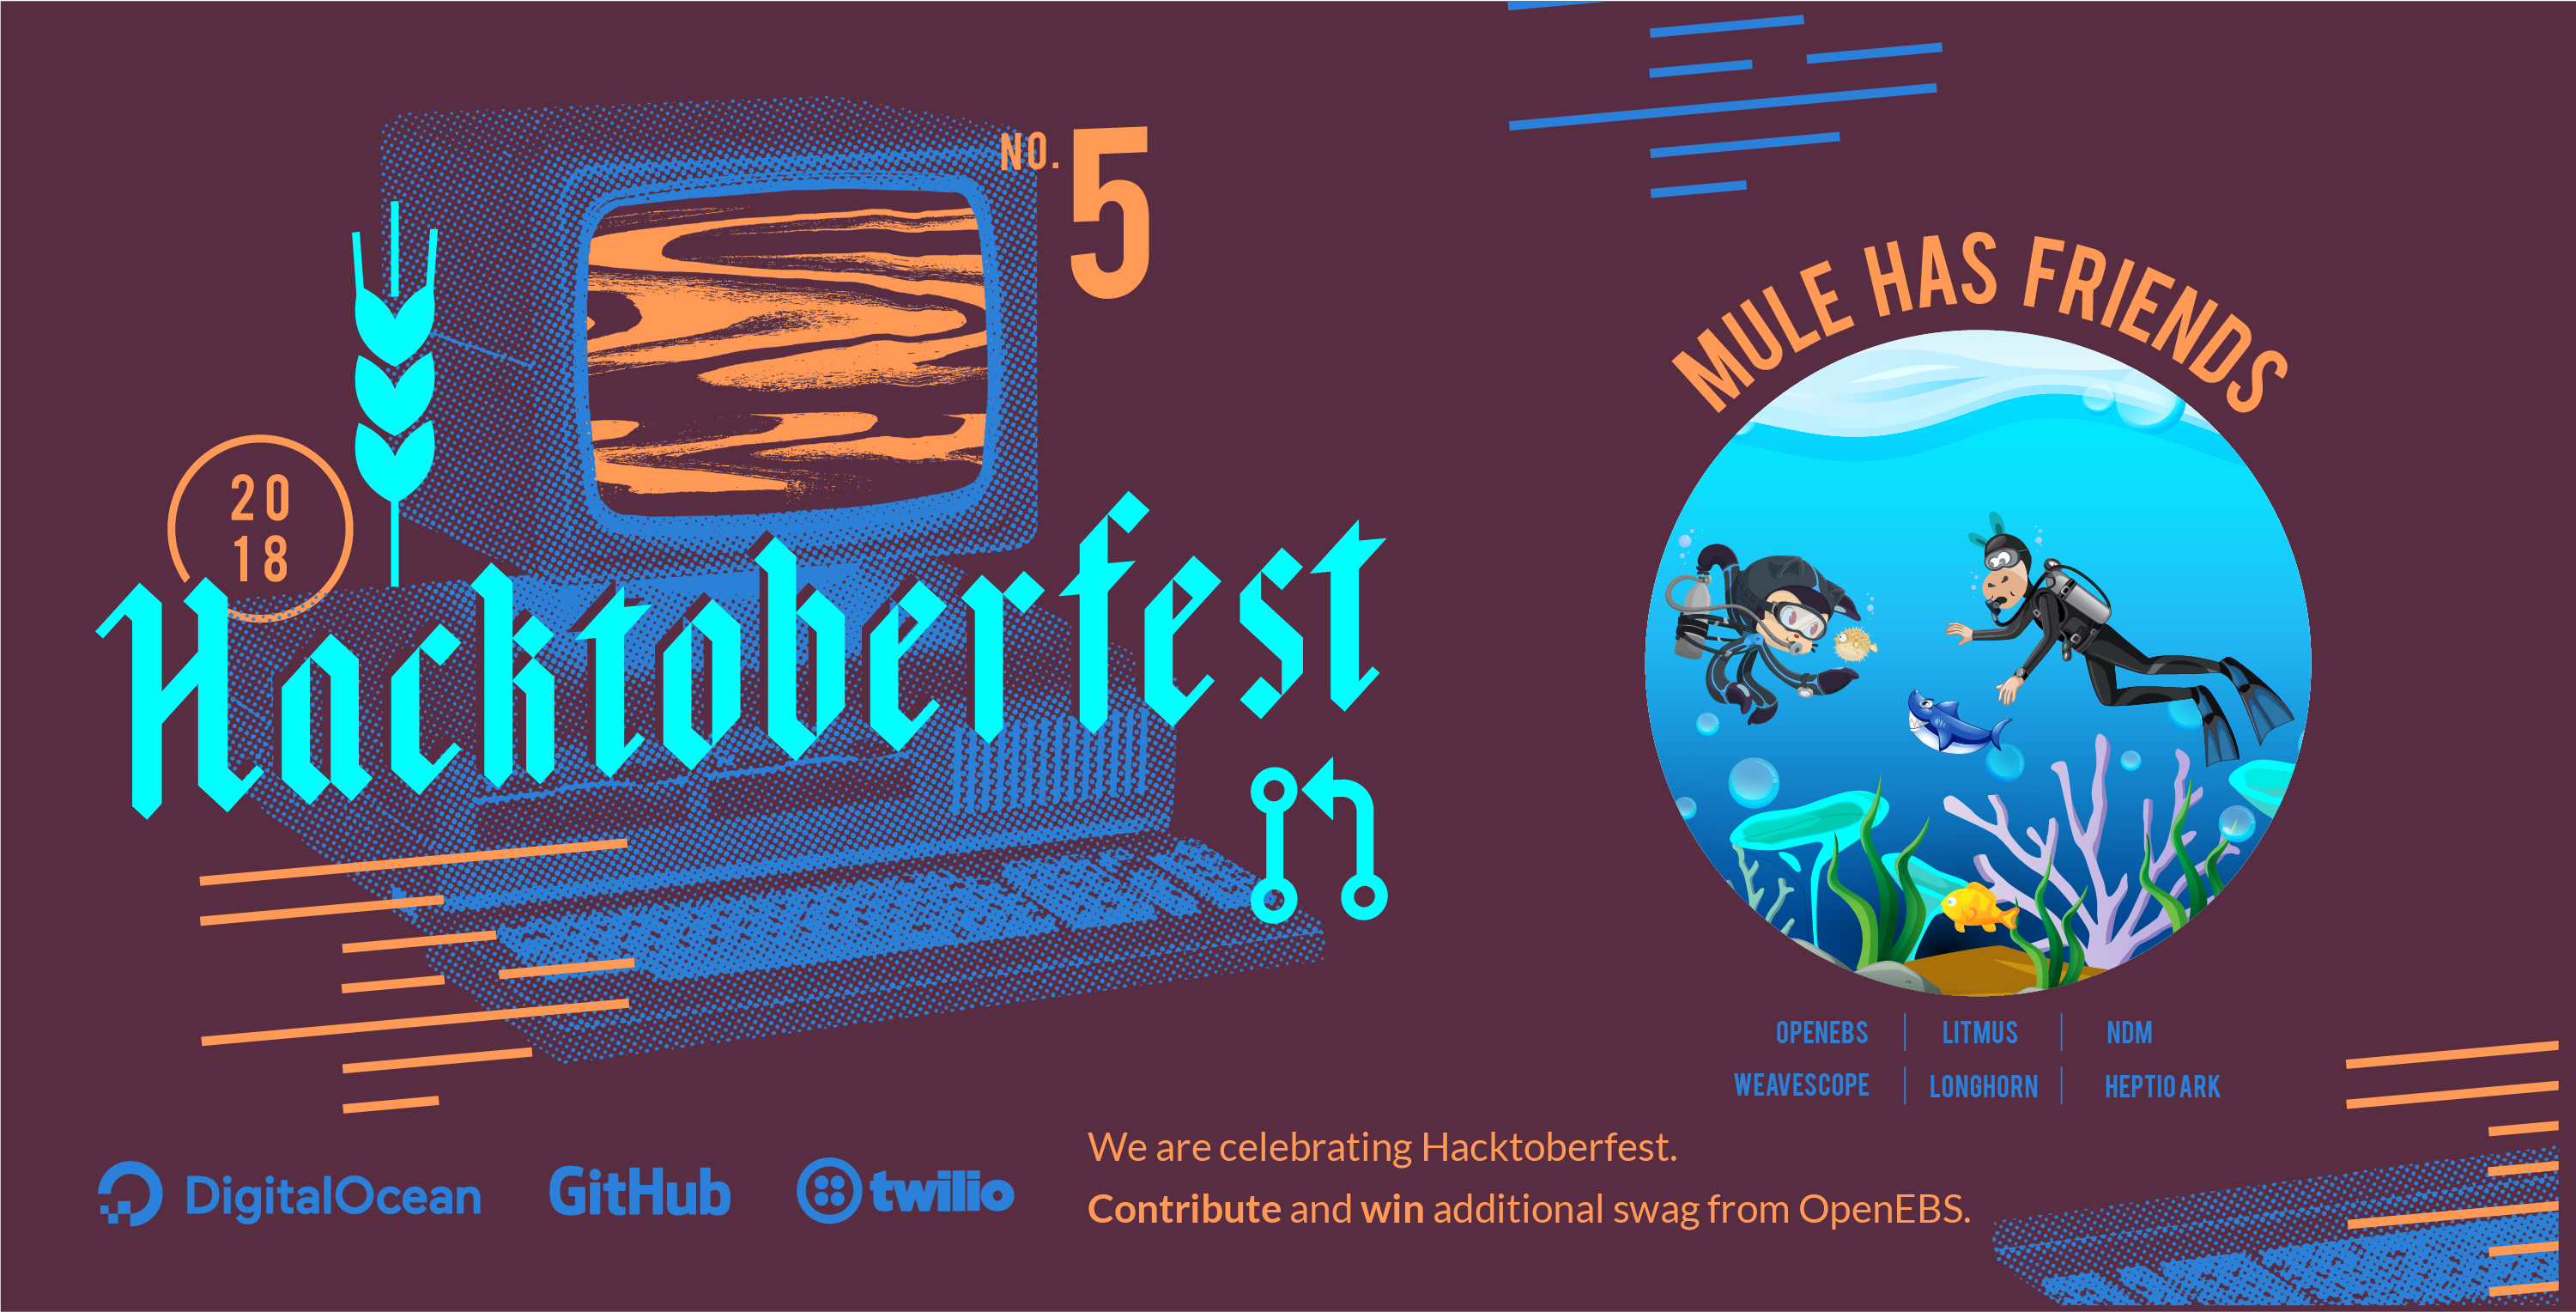 NO. 5
20
18
Hacktoberfest
MULE HAS FRIENDS
OPENEBS | LITMUS | NDM
WEAVESCOPE | LONGHORN | HEPTIO ARK
DigitalOcean GitHub twilio
We are celebrating Hacktoberfest.
Contribute and win additional swag from OpenEBS.